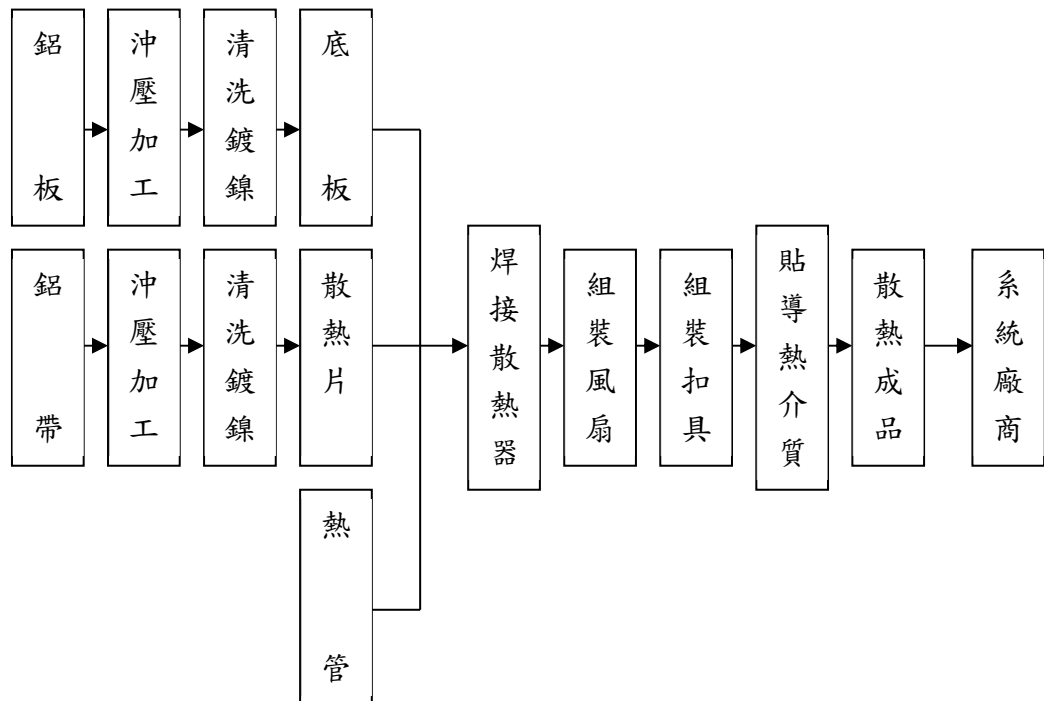 鋁板
沖壓加工
清洗鍍鎳
底板
鋁帶
沖壓加工
清洗鍍鎳
散熱片
熱管
焊接散熱器
組裝風扇
組裝扣具
貼導熱介質
散熱成品
系統廠商